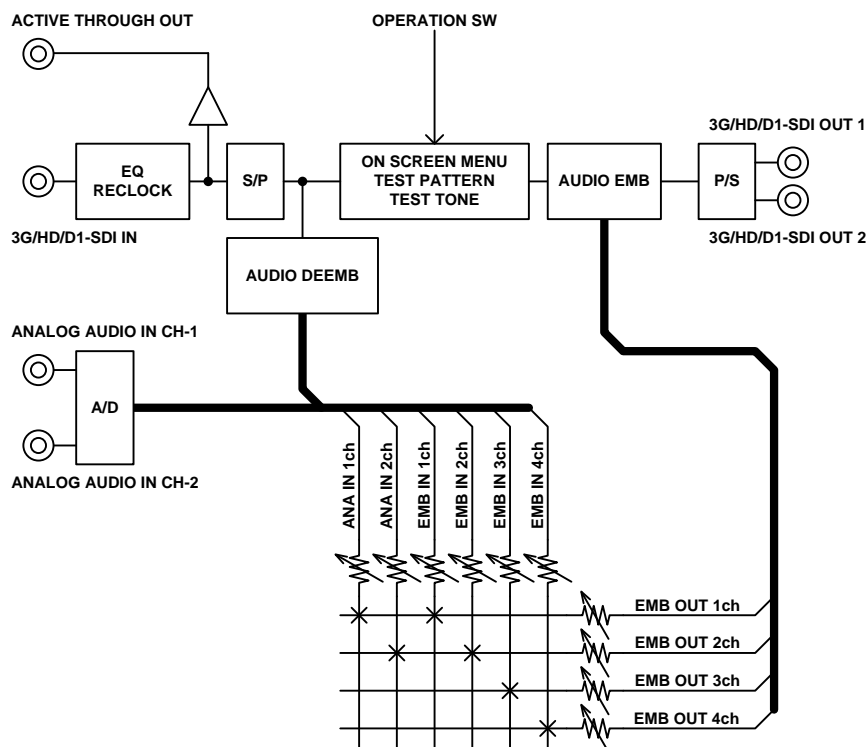 ACTIVE THROUGH OUT
OPERATION SW
3G/HD/D1-SDI OUT 1
EQ
RECLOCK
S/P
ON SCREEN MENU
TEST PATTERN
TEST TONE
AUDIO EMB
P/S
3G/HD/D1-SDI IN
3G/HD/D1-SDI OUT 2
AUDIO DEEMB
ANALOG AUDIO IN CH-1
A/D
ANALOG AUDIO IN CH-2
ANA IN 1ch
ANA IN 2ch
EMB IN 1ch
EMB IN 2ch
EMB IN 3ch
EMB IN 4ch
EMB OUT 1ch
EMB OUT 2ch
EMB OUT 3ch
EMB OUT 4ch